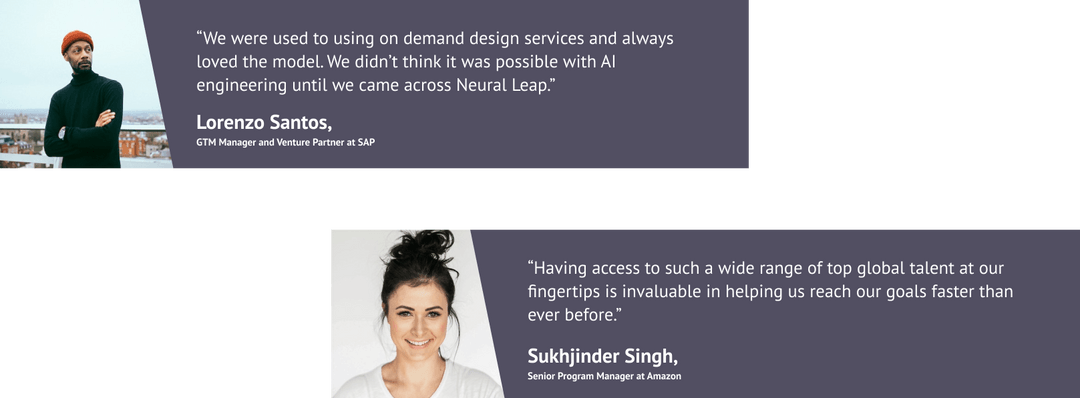 “We were used to using on demand design services and always
loved the model. We didn’t think it was possible with AI
engineering until we came across Neural Leap.”
Lorenzo Santos,
GTM Manager and Venture Partner at SAP
“Having access to such a wide range of top global talent at our
fingertips is invaluable in helping us reach our goals faster than
ever before.”
Sukhjinder Singh,
Senior Program Manager at Amazon